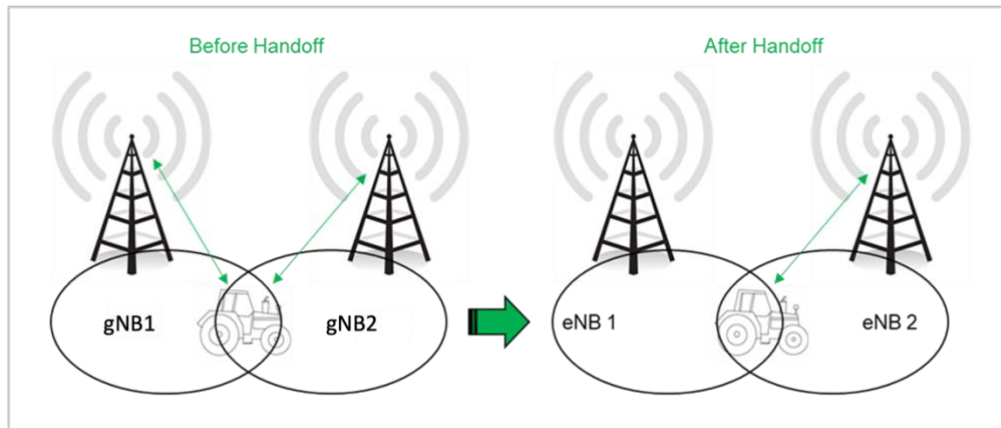 Before Handoff
After Handoff
gNB1
gNB2
eNB 1
eNB 2